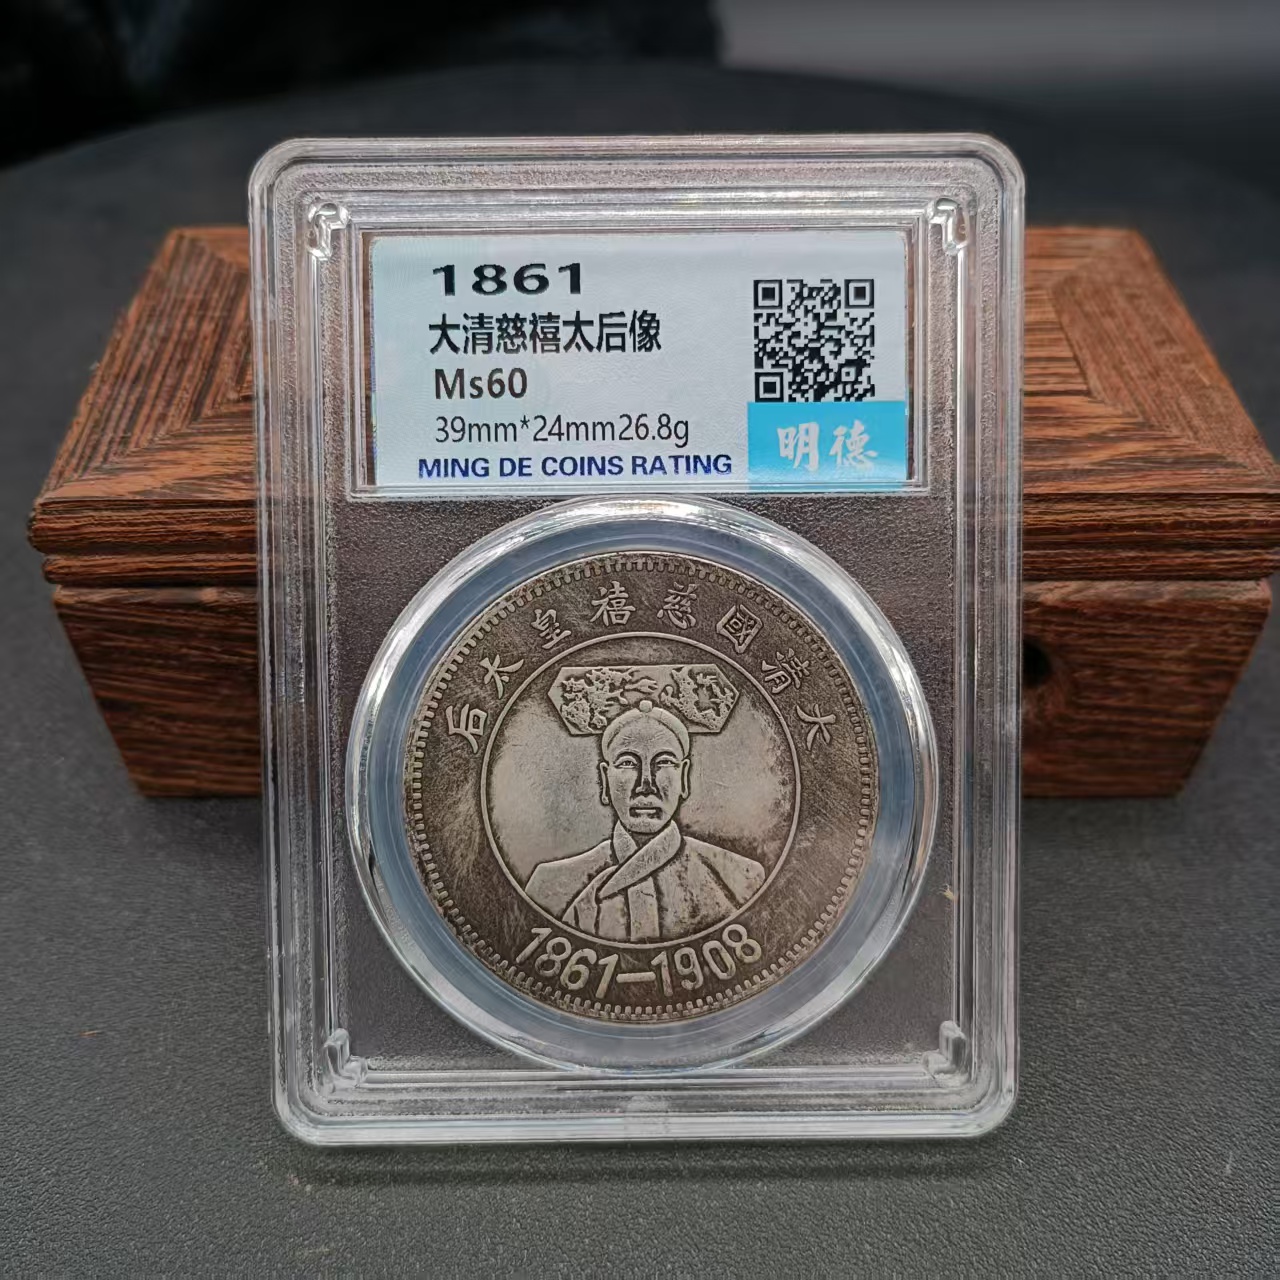 1861
大清慈禧太后像
Ms60
39mm*24mm26.8g
MING DE COINS RATING
明德
大清國慈禧皇太后
1861-1908